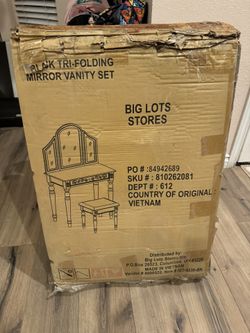 TRI-FOLDING
MIRROR VANITY SET
BIG LOTS
STORES
PO #:84942689
SKU #: 810262081
DEPT #: 612
COUNTRY OF ORIGINAL:
VIETNAM
Distributed by
Big Lots Stores
MADE IN VIETNAM